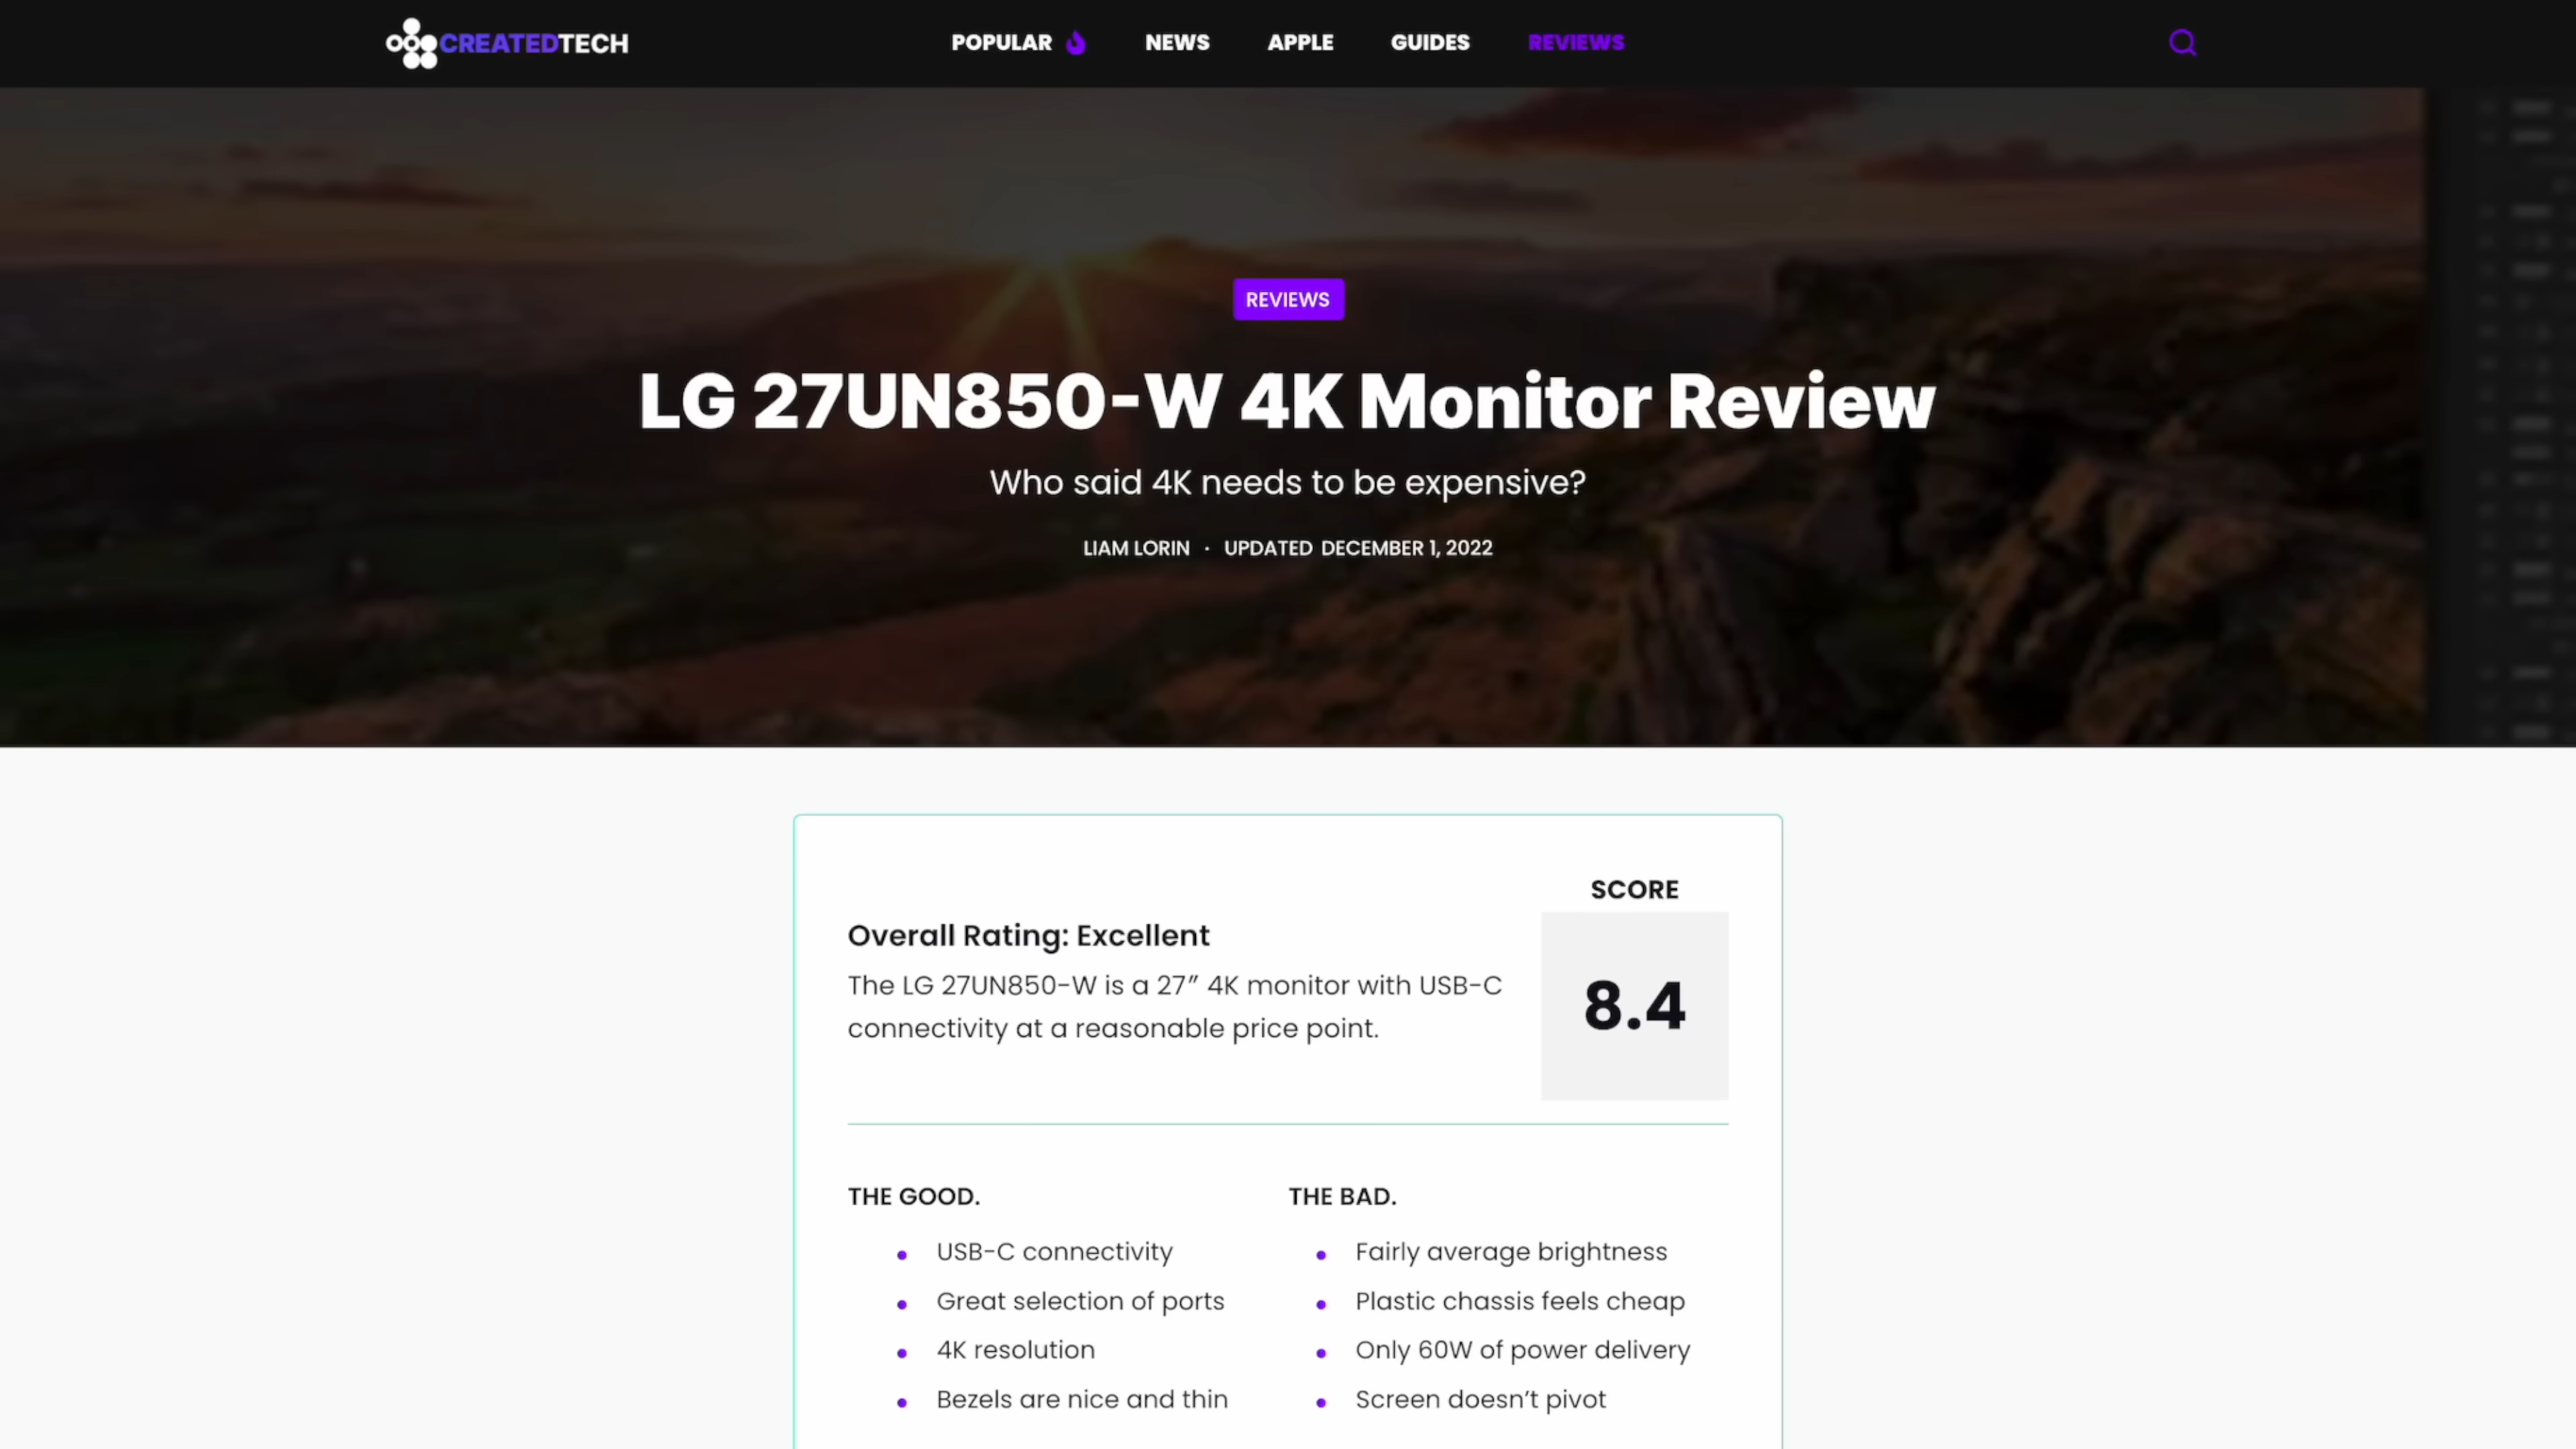 CREATEDTECH
POPULAR
NEWS
APPLE
GUIDES
REVIEWS
REVIEWS
LG 27UN850-W 4K Monitor Review
Who said 4K needs to be expensive?
LIAM LORIN · UPDATED DECEMBER 1, 2022
SCORE
8.4
Overall Rating: Excellent
The LG 27UN850-W is a 27” 4K monitor with USB-C
connectivity at a reasonable price point.
THE GOOD.
• USB-C connectivity
• Great selection of ports
• 4K resolution
• Bezels are nice and thin
THE BAD.
• Fairly average brightness
• Plastic chassis feels cheap
• Only 60W of power delivery
• Screen doesn’t pivot